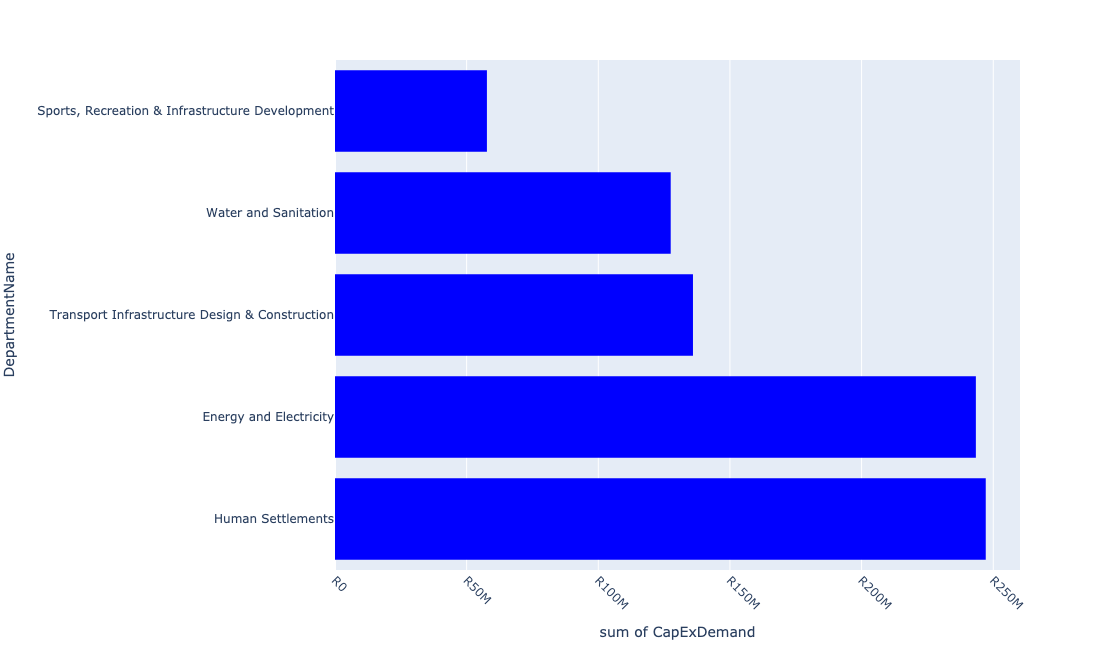 Sports, Recreation & Infrastructure Development
Water and Sanitation
Transport Infrastructure Design & Construction
Energy and Electricity
Human Settlements
DepartmentName
R0
R50M
R100M
R150M
R200M
R250M
sum of CapExDemand